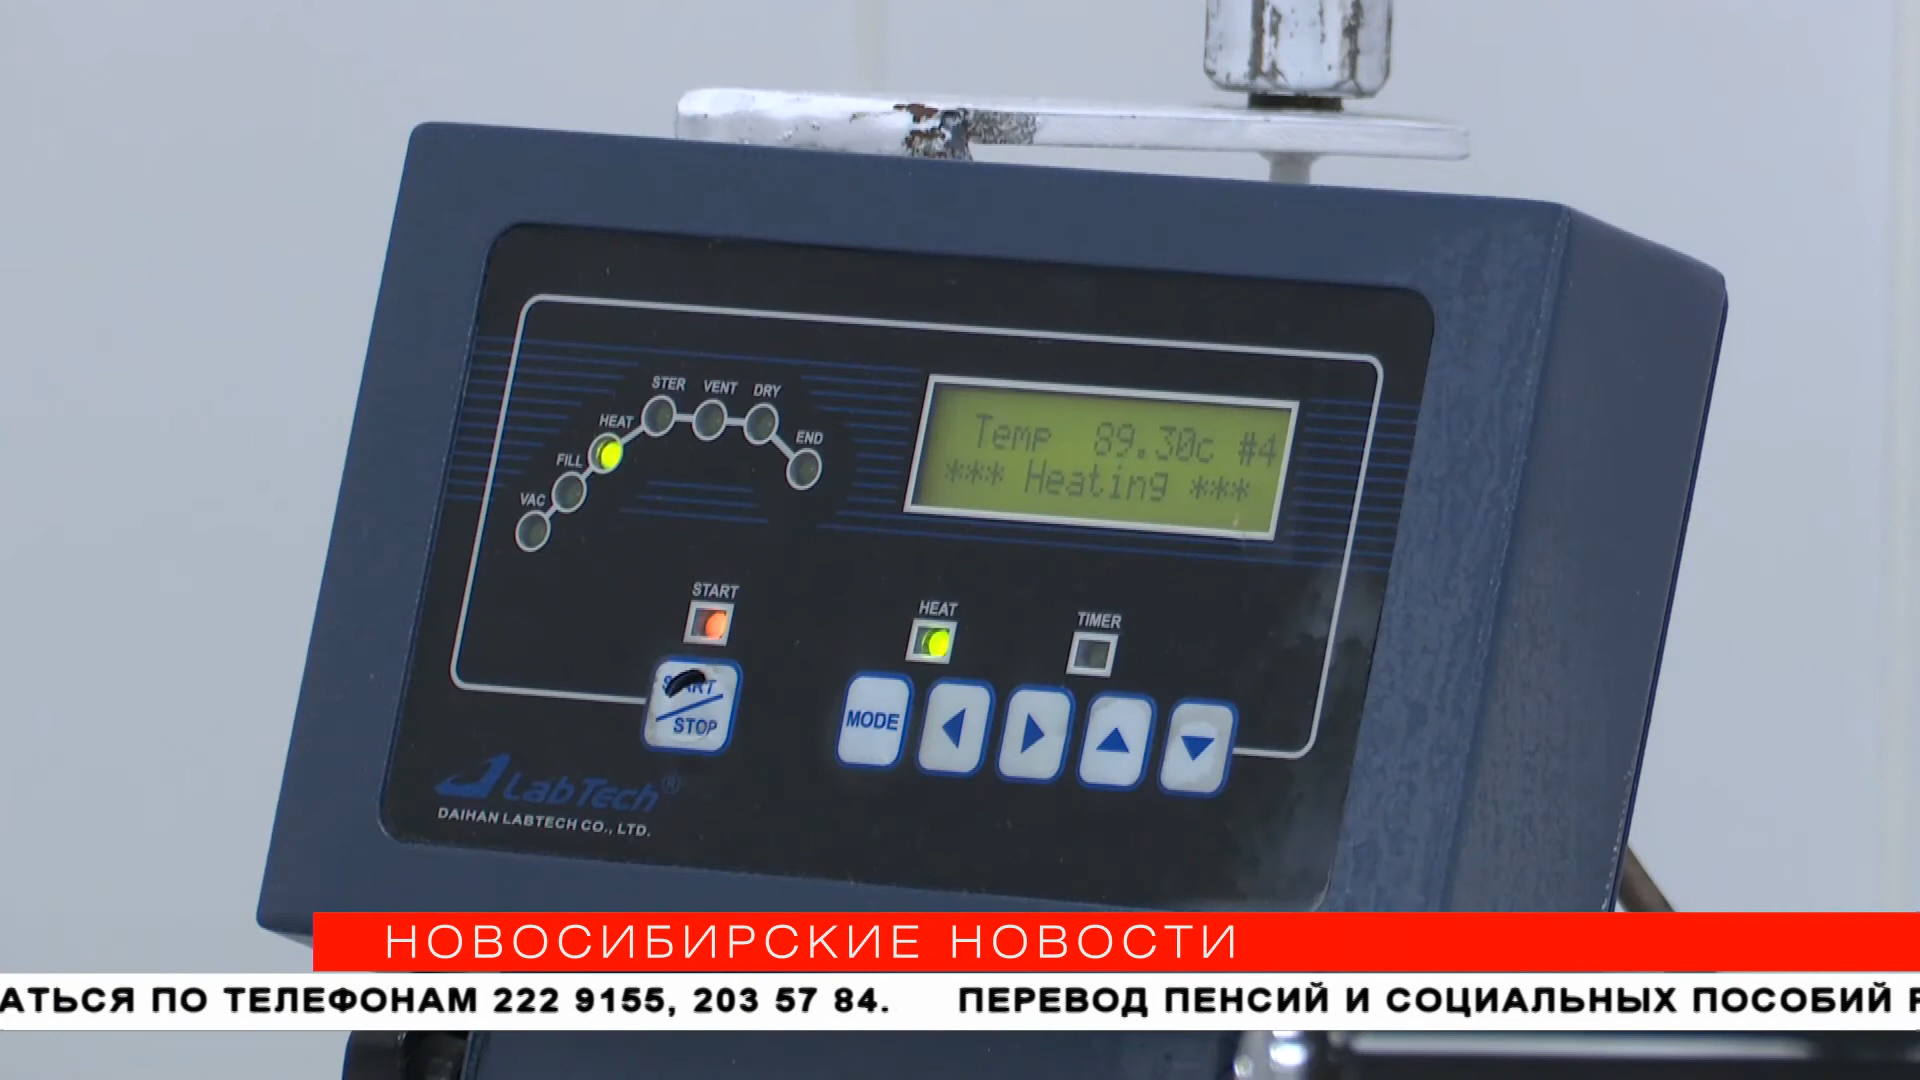 STER VENT DRY
HEAT
END
FILL
VAC
Temp 89.30c #4
*** Heating ***
START
HEAT
TIMER
START
STOP
MODE
LabTech®
DAIHAN LABTECH CO., LTD.
НОВОСИБИРСКИЕ НОВОСТИ
АТЬСЯ ПО ТЕЛЕФОНАМ 222 9155, 203 57 84. ПЕРЕВОД ПЕНСИЙ И СОЦИАЛЬНЫХ ПОСОБИЙ